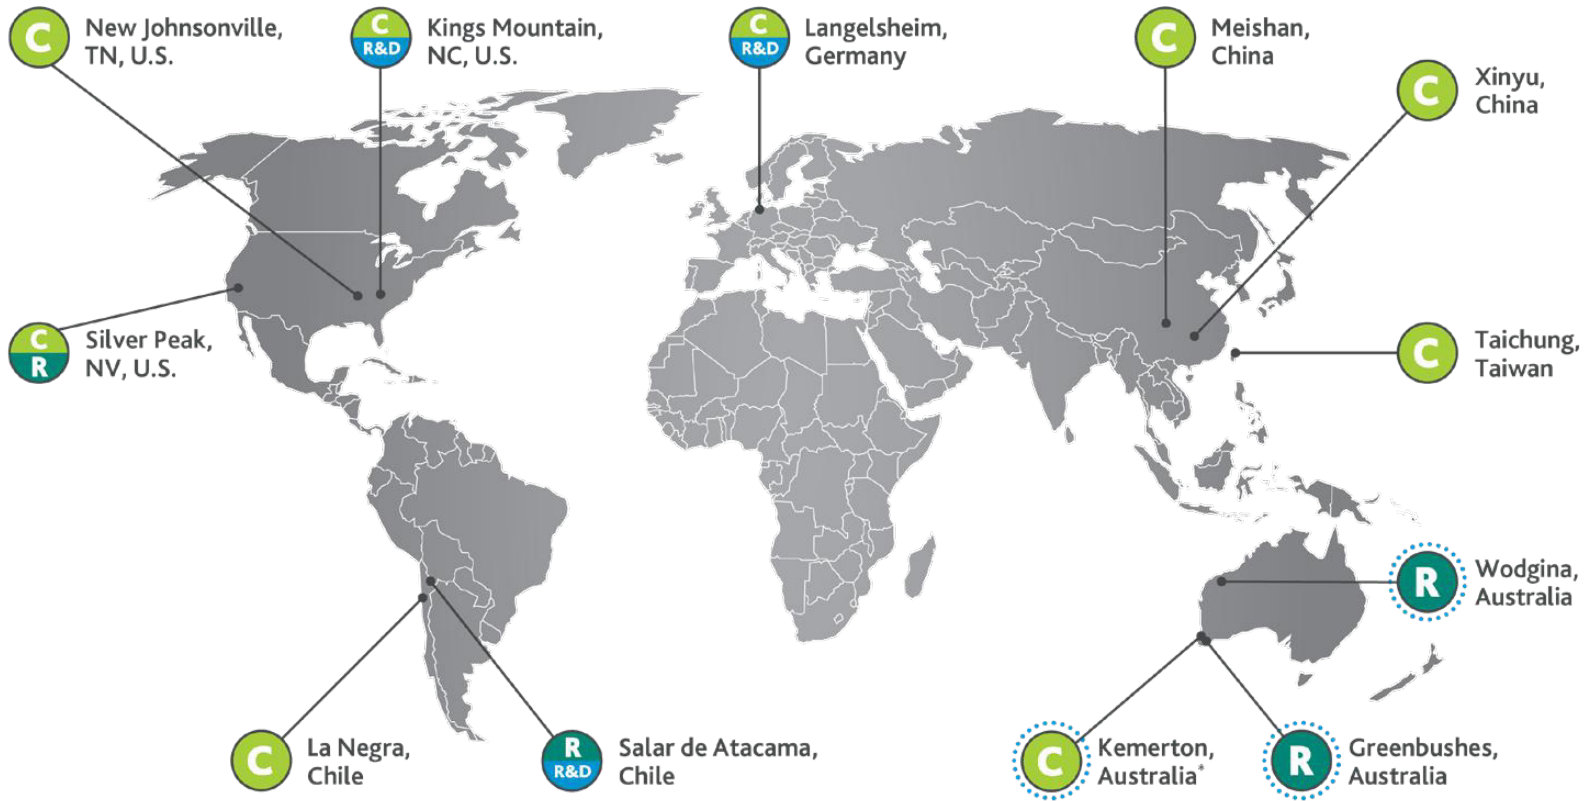 C
New Johnsonville,
TN, U.S.
C
R&D
Kings Mountain,
NC, U.S.
C
R&D
Langelsheim,
Germany
C
Meishan,
China
C
Xinyu,
China
C
R
Silver Peak,
NV, U.S.
C
Taichung,
Taiwan
R
Wodgina,
Australia
C
La Negra,
Chile
R
R&D
Salar de Atacama,
Chile
C
Kemerton,
Australia*
R
Greenbushes,
Australia